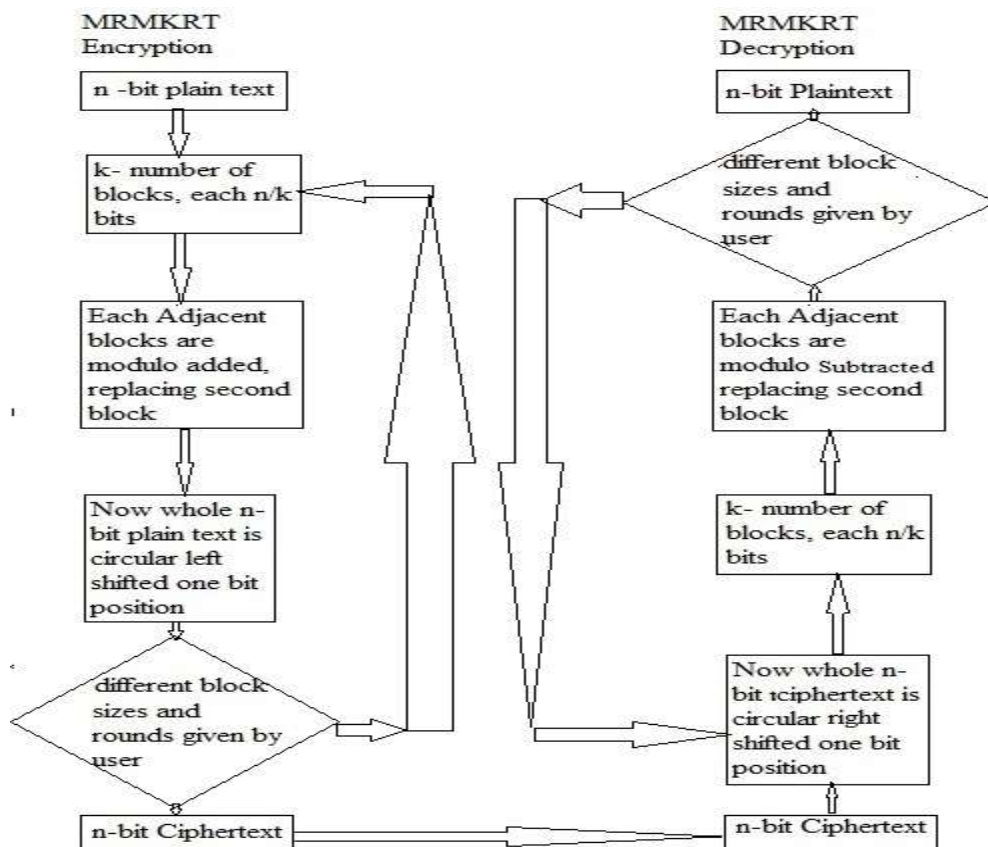 MRMKRT
Encryption
n -bit plain text
k- number of
blocks, each n/k
bits
Each Adjacent
blocks are
modulo added,
replacing second
block
Now whole n-
bit plain text is
circular left
shifted one bit
position
different block
sizes and
rounds given by
user
n-bit Ciphertext
MRMKRT
Decryption
n-bit Plaintext
different block
sizes and
rounds given by
user
Each Adjacent
blocks are
modulo Subtracted
replacing second
block
k- number of
blocks, each n/k
bits
Now whole n-
bit ciphertext is
circular right
shifted one bit
position
n-bit Ciphertext